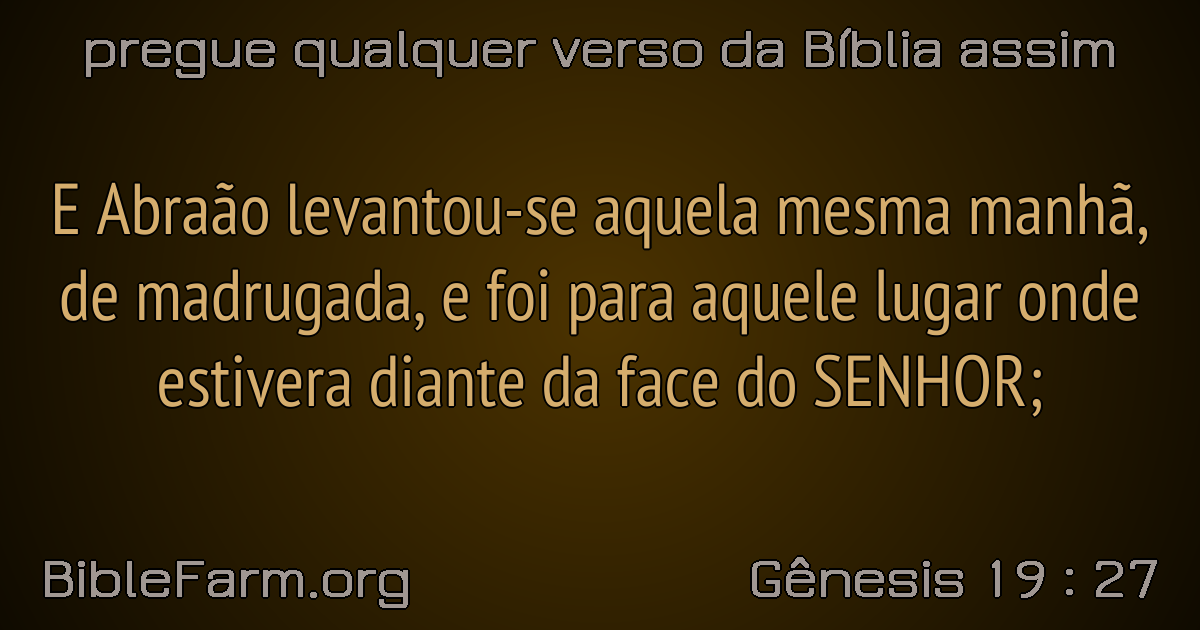 pregue qualquer verso da Bíblia assim
E Abraão levantou-se aquela mesma manhã,
de madrugada, e foi para aquele lugar onde
estivera diante da face do SENHOR;
BibleFarm.org
Gênesis 19 : 27